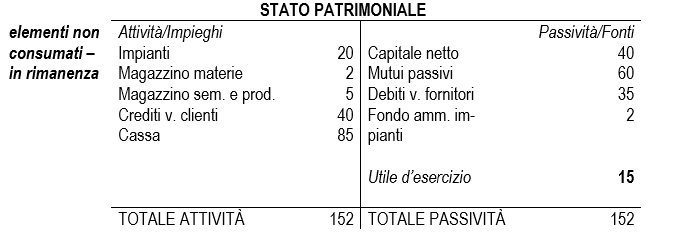 STATO PATRIMONIALE
elementi non consumati – in rimanenza
Attività/Impieghi Passività/Fonti
Impianti 20 Capitale netto 40
Magazzino materie 2 Mutui passivi 60
Magazzino sem. e prod. 5 Debiti v. fornitori 35
Crediti v. clienti 40 Fondo amm. im- 2
Cassa 85 pianti
Utile d'esercizio 15
TOTALE ATTIVITÀ 152 TOTALE PASSIVITÀ 152